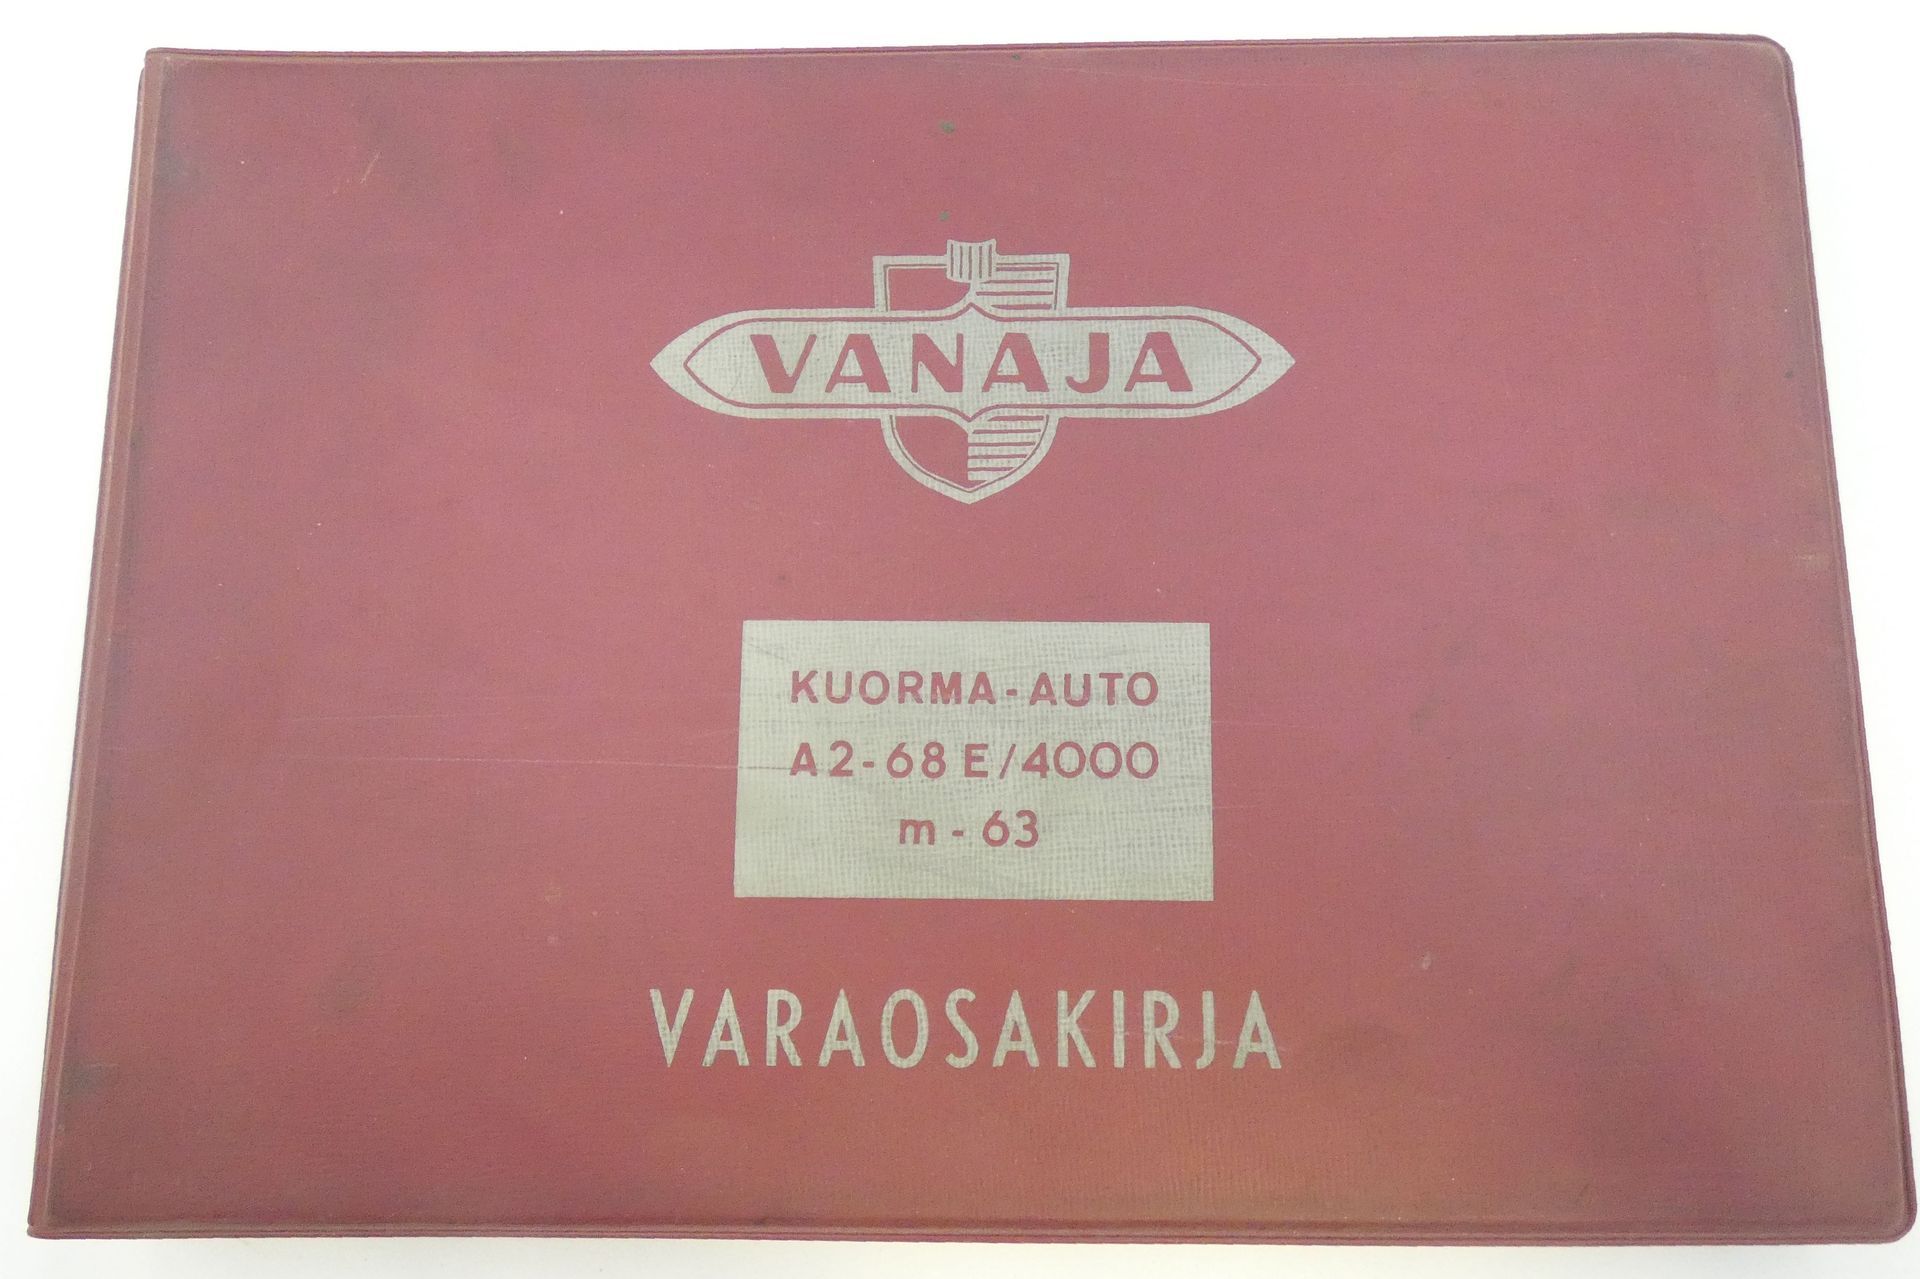 VANAJA
KUORMA-AUTO
A2-68 E/4000
m-63
VARAOSAKIRJA